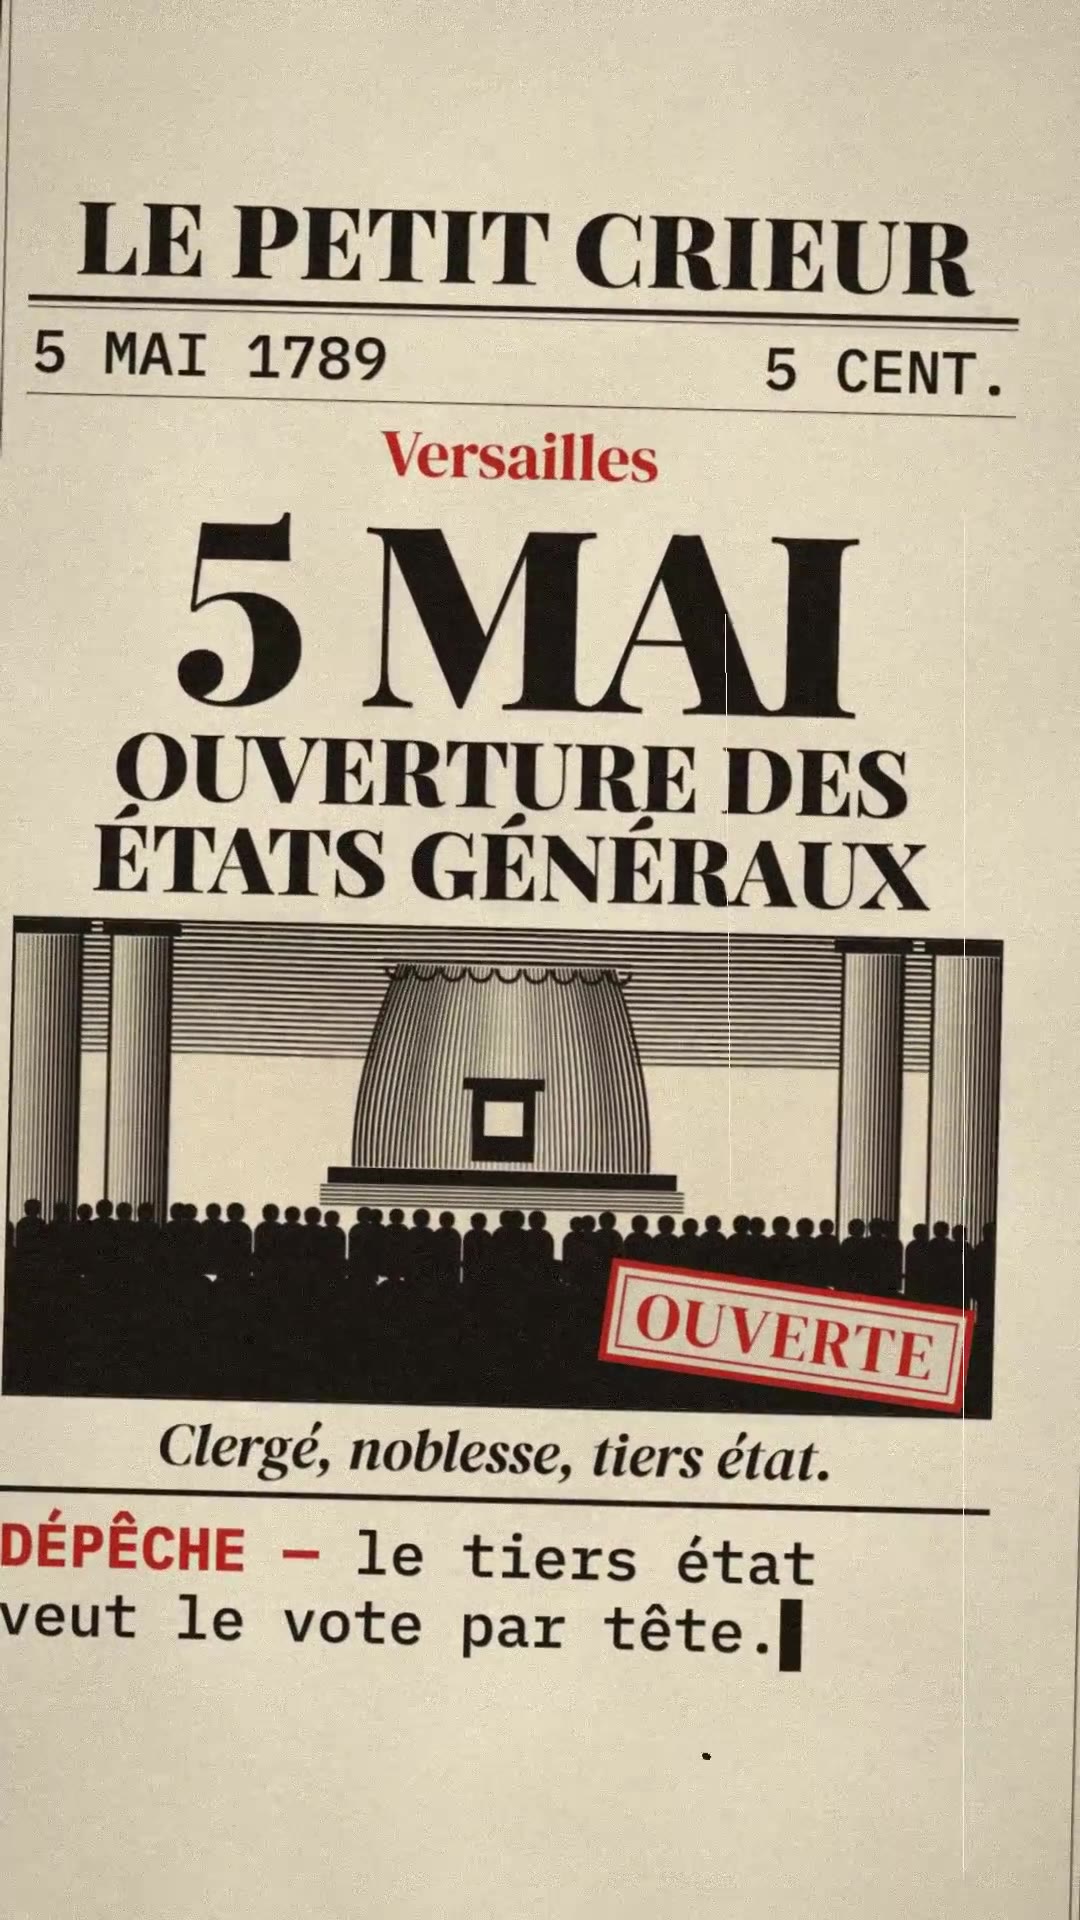 LE PETIT CRIEUR
5 MAI 1789 5 CENT.
Versailles
5 MAI
OUVERTURE DES
ÉTATS GÉNÉRAUX
OUVERTE
Clergé, noblesse, tiers état.
DÉPÊCHE — le tiers état
veut le vote par tête.